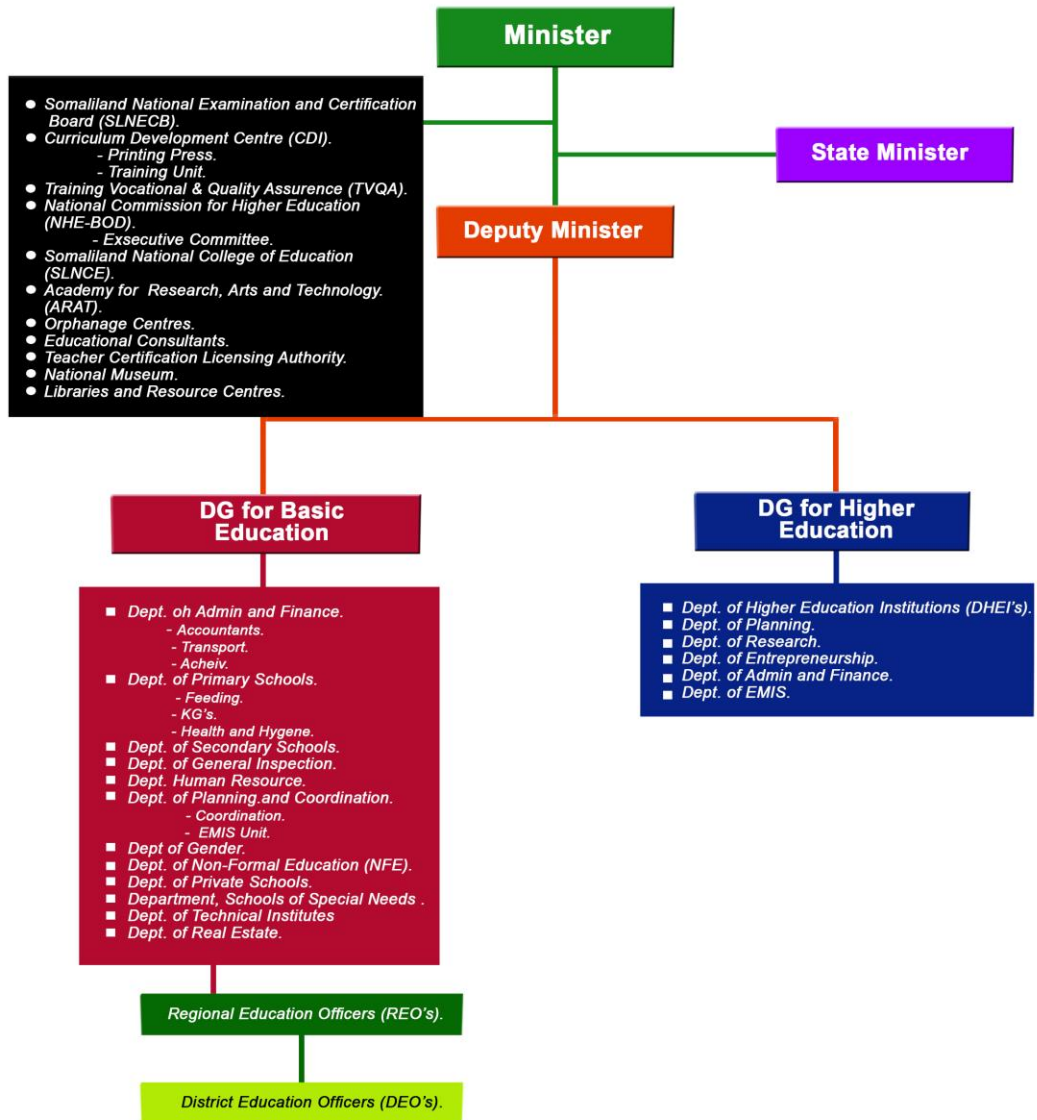 Minister
● Somaliland National Examination and Certification
Board (SLNECB).
● Curriculum Development Centre (CDI).
- Printing Press.
- Training Unit.
● Training Vocational & Quality Assurence (TVQA).
● National Commission for Higher Education
(NHE-BOD).
- Exsecutive Committee.
● Somaliland National College of Education
(SLNCE).
● Academy for Research, Arts and Technology.
(ARAT).
● Orphanage Centres.
● Educational Consultants.
● Teacher Certification Licensing Authority.
● National Museum.
● Libraries and Resource Centres.
State Minister
Deputy Minister
DG for Basic
Education
■ Dept. oh Admin and Finance.
- Accountants.
- Transport.
- Acheiv.
■ Dept. of Primary Schools.
- Feeding.
- KG's.
- Health and Hygene.
■ Dept. of Secondary Schools.
■ Dept. of General Inspection.
■ Dept. Human Resource.
■ Dept. of Planning.and Coordination.
- Coordination.
- EMIS Unit.
■ Dept of Gender.
■ Dept. of Non-Formal Education (NFE).
■ Dept. of Private Schools.
■ Department, Schools of Special Needs .
■ Dept. of Technical Institutes
■ Dept. of Real Estate.
Regional Education Officers (REO's).
District Education Officers (DEO's).
DG for Higher
Education
■ Dept. of Higher Education Institutions (DHEI's).
■ Dept. of Planning.
■ Dept. of Research.
■ Dept. of Entrepreneurship.
■ Dept. of Admin and Finance.
■ Dept. of EMIS.